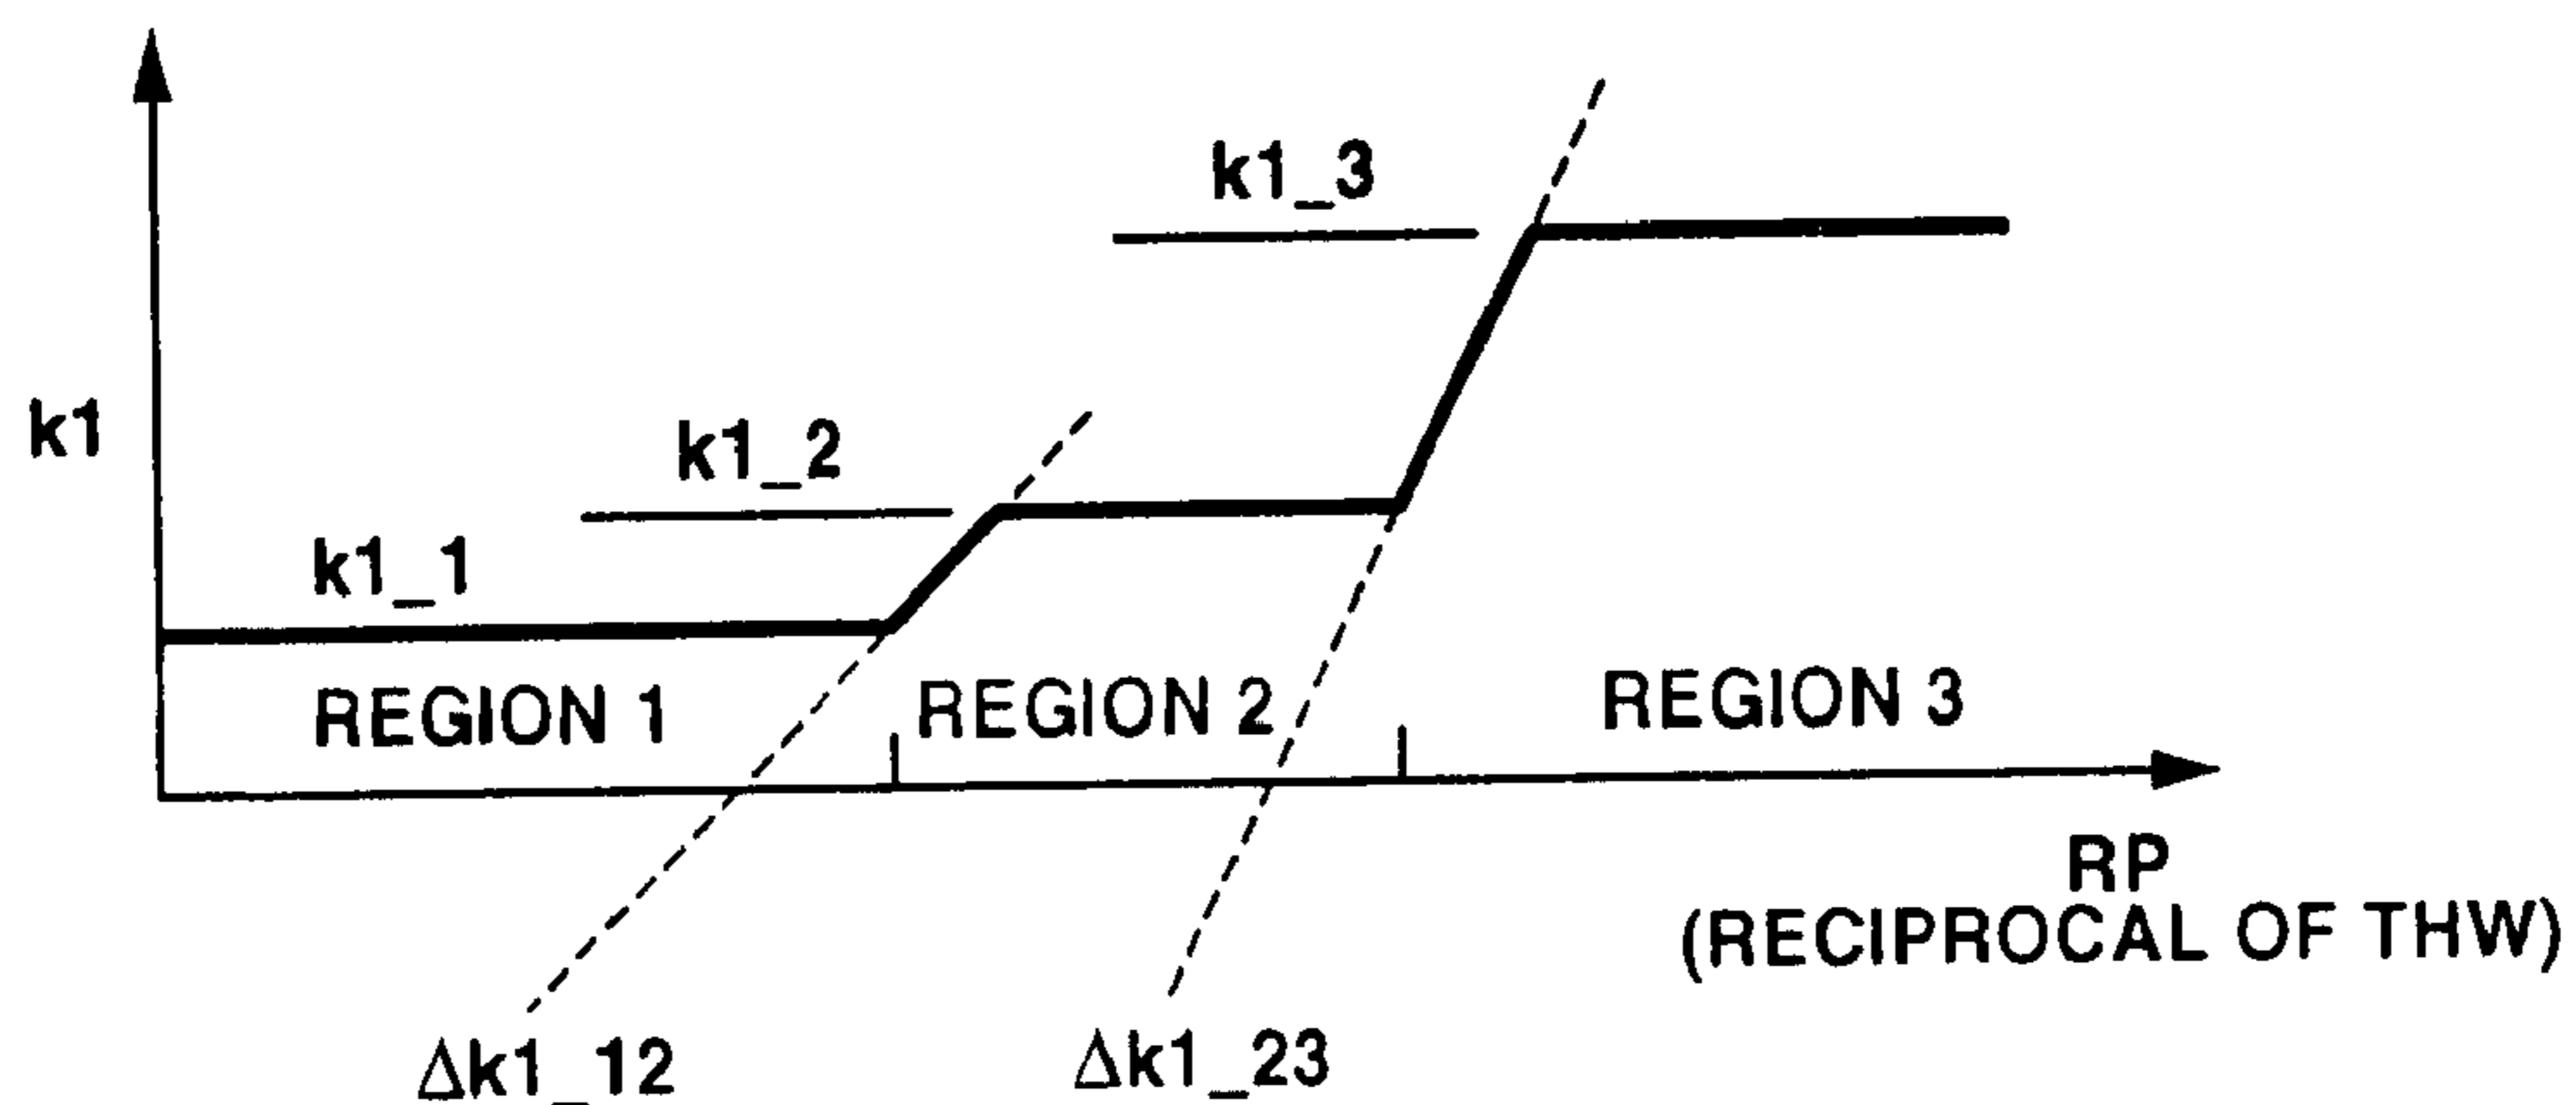 k1_3
k1
k1_2
k1_1
REGION 1
REGION 2
REGION 3
RP
(RECIPROCAL OF THW)
Δk1_12
Δk1_23